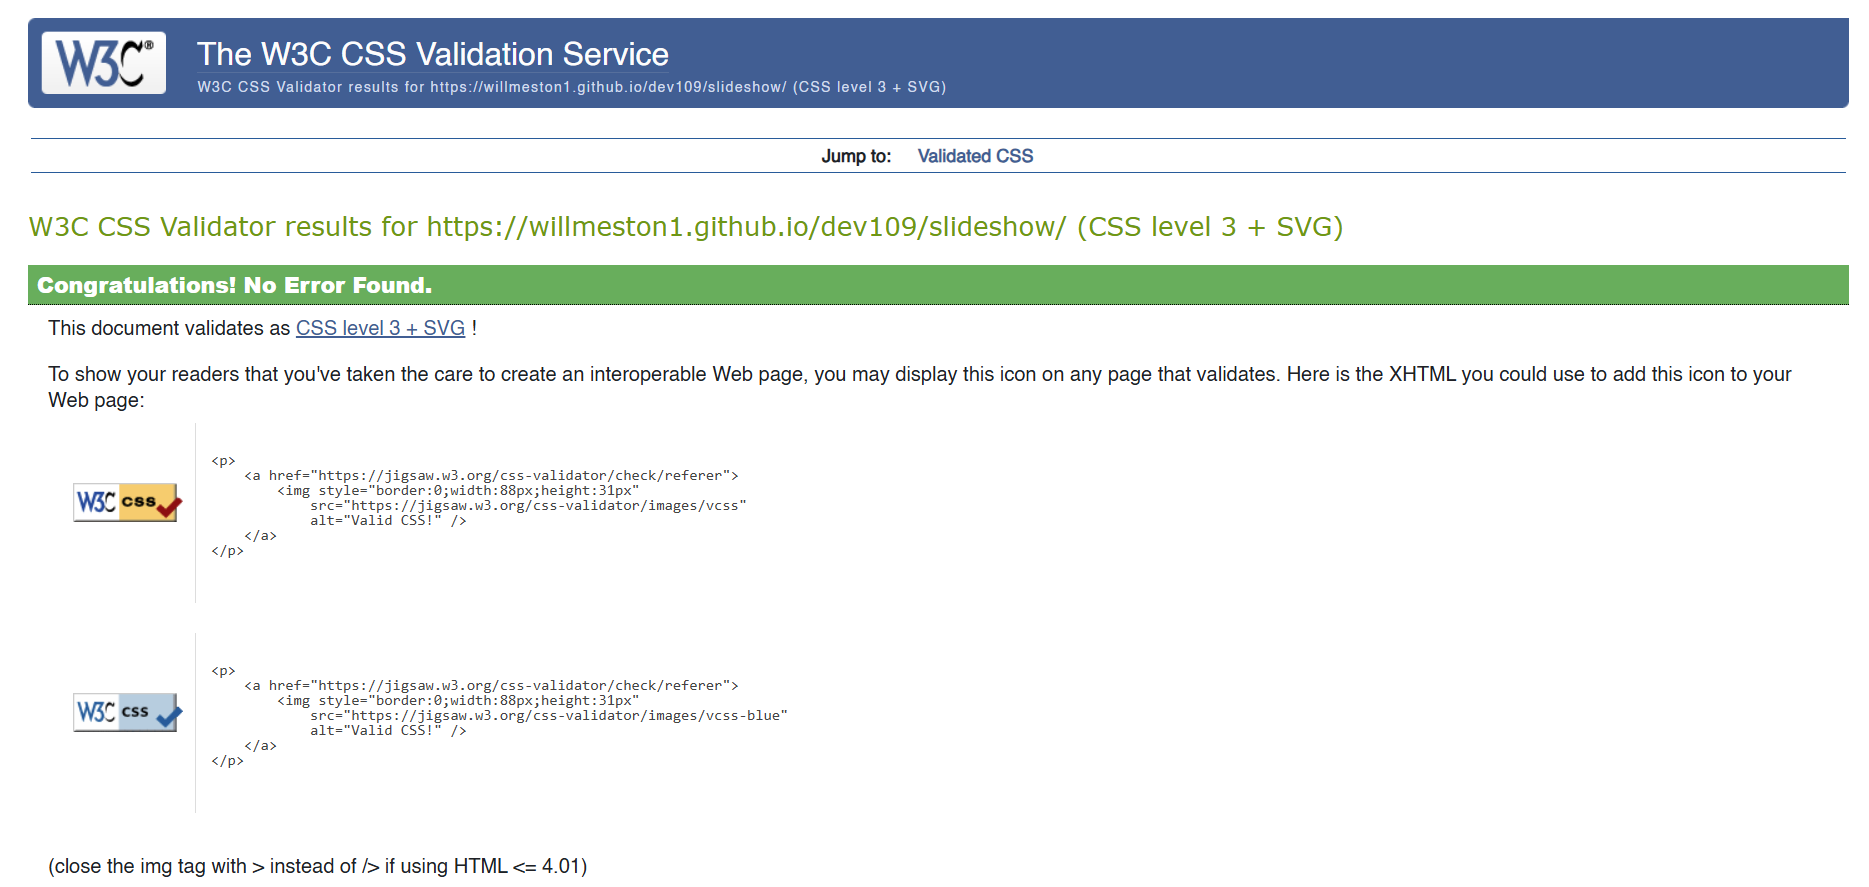 W3C®
The W3C CSS Validation Service
W3C CSS Validator results for https://willmeston1.github.io/dev109/slideshow/ (CSS level 3 + SVG)
Jump to: Validated CSS
W3C CSS Validator results for https://willmeston1.github.io/dev109/slideshow/ (CSS level 3 + SVG)
Congratulations! No Error Found.
This document validates as CSS level 3 + SVG !
To show your readers that you've taken the care to create an interoperable Web page, you may display this icon on any page that validates. Here is the XHTML you could use to add this icon to your
Web page:
W3C css
<p>
    <a href="https://jigsaw.w3.org/css-validator/check/referer">
        <img style="border:0;width:88px;height:31px"
            src="https://jigsaw.w3.org/css-validator/images/vcss"
            alt="Valid CSS!" />
    </a>
</p>
W3C css
<p>
    <a href="https://jigsaw.w3.org/css-validator/check/referer">
        <img style="border:0;width:88px;height:31px"
            src="https://jigsaw.w3.org/css-validator/images/vcss-blue"
            alt="Valid CSS!" />
    </a>
</p>
(close the img tag with > instead of /> if using HTML <= 4.01)